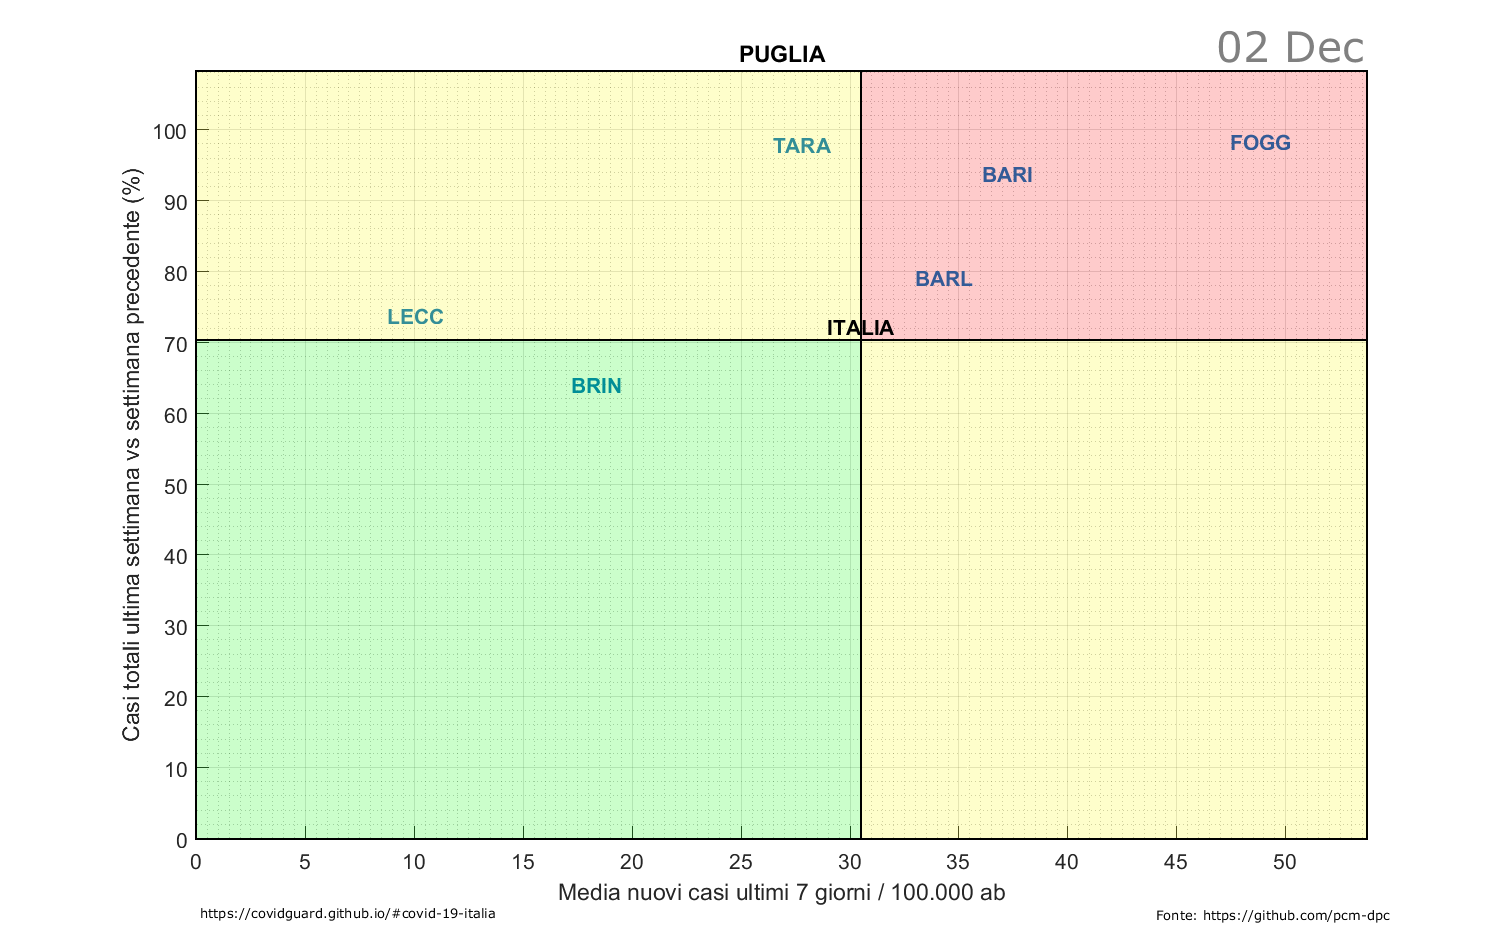 02 Dec
PUGLIA
100
90
80
70
60
50
40
30
20
10
0
Casi totali ultima settimana vs settimana precedente (%)
TARA
FOGG
BARI
BARL
LECC
ITALIA
BRIN
0 5 10 15 20 25 30 35 40 45 50
Media nuovi casi ultimi 7 giorni / 100.000 ab
https://covidguard.github.io/#covid-19-italia
Fonte: https://github.com/pcm-dpc